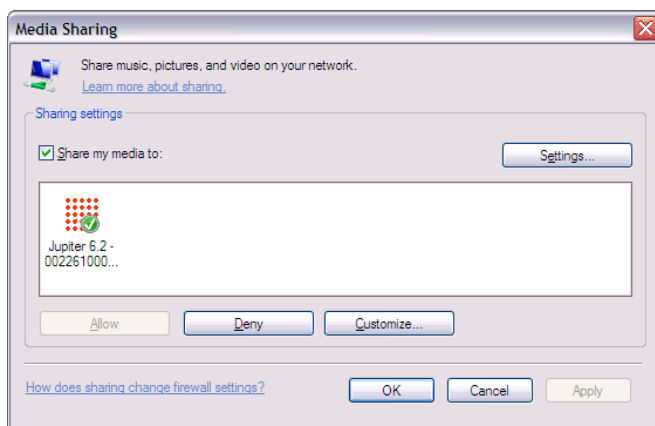 Media Sharing
Share music, pictures, and video on your network.
Learn more about sharing.
Sharing settings
Share my media to:
Settings...
Jupiter 6.2 -
002261000...
Allow
Deny
Customize...
How does sharing change firewall settings?
OK
Cancel
Apply